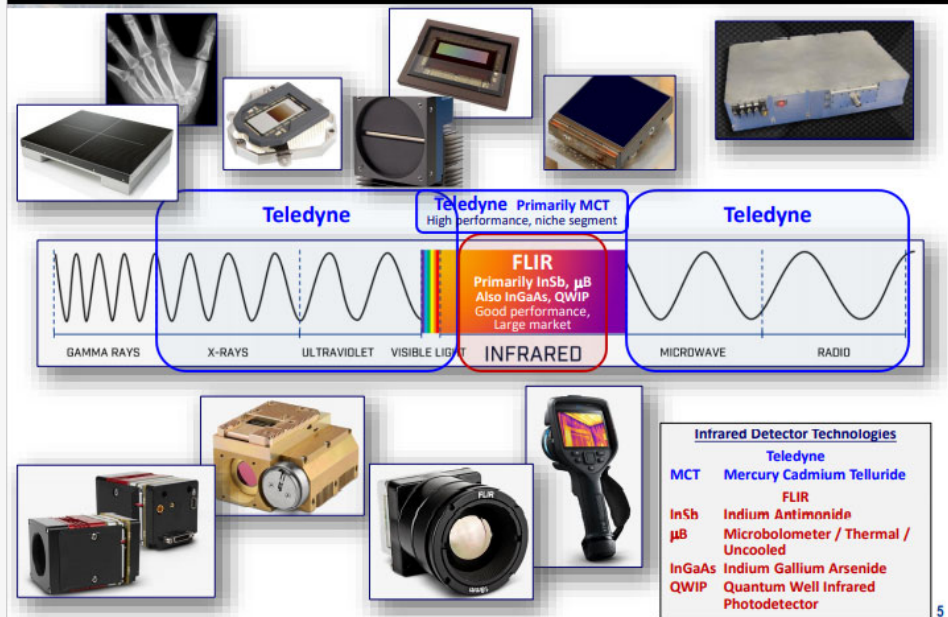 Teledyne
Teledyne Primarily MCT
High performance, niche segment
Teledyne
FLIR
Primarily InSb, µB
Also InGaAs, QWIP
Good performance,
Large market
GAMMA RAYS
X-RAYS
ULTRAVIOLET
VISIBLE LIGHT
INFRARED
MICROWAVE
RADIO
FLIR
Infrared Detector Technologies
Teledyne
MCT Mercury Cadmium Telluride
FLIR
InSb Indium Antimonide
µB Microbolometer / Thermal /
Uncooled
InGaAs Indium Gallium Arsenide
QWIP Quantum Well Infrared
Photodetector
5